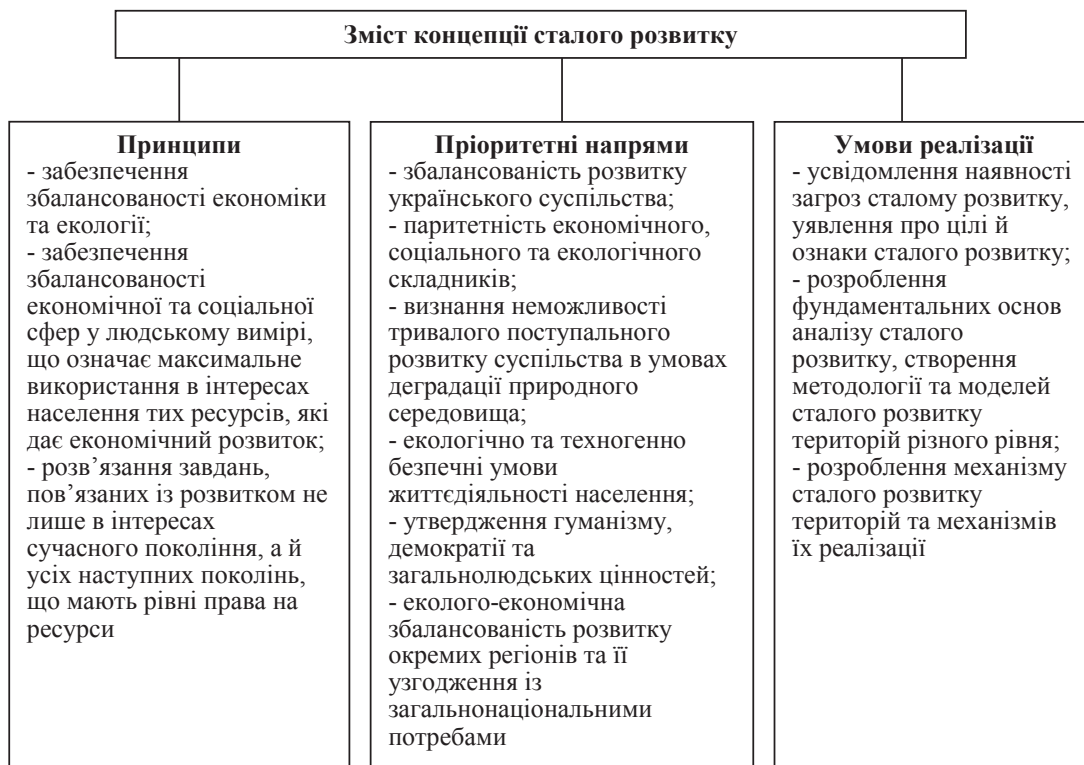 Зміст концепції сталого розвитку
Принципи
- забезпечення
збалансованості економіки
та екології;
- забезпечення
збалансованості
економічної та соціальної
сфер у людському вимірі,
що означає максимальне
використання в інтересах
населення тих ресурсів, які
дає економічний розвиток;
- розв’язання завдань,
пов’язаних із розвитком не
лише в інтересах
сучасного покоління, а й
усіх наступних поколінь,
що мають рівні права на
ресурси
Пріоритетні напрями
- збалансованість розвитку
українського суспільства;
- паритетність економічного,
соціального та екологічного
складників;
- визнання неможливості
тривалого поступального
розвитку суспільства в умовах
деградації природного
середовища;
- екологічно та техногенно
безпечні умови
життєдіяльності населення;
- утвердження гуманізму,
демократії та
загальнолюдських цінностей;
- еколого-економічна
збалансованість розвитку
окремих регіонів та її
узгодження із
загальнонаціональними
потребами
Умови реалізації
- усвідомлення наявності
загроз сталому розвитку,
уявлення про цілі й
ознаки сталого розвитку;
- розроблення
фундаментальних основ
аналізу сталого
розвитку, створення
методології та моделей
сталого розвитку
територій різного рівня;
- розроблення механізму
сталого розвитку
територій та механізмів
їх реалізації